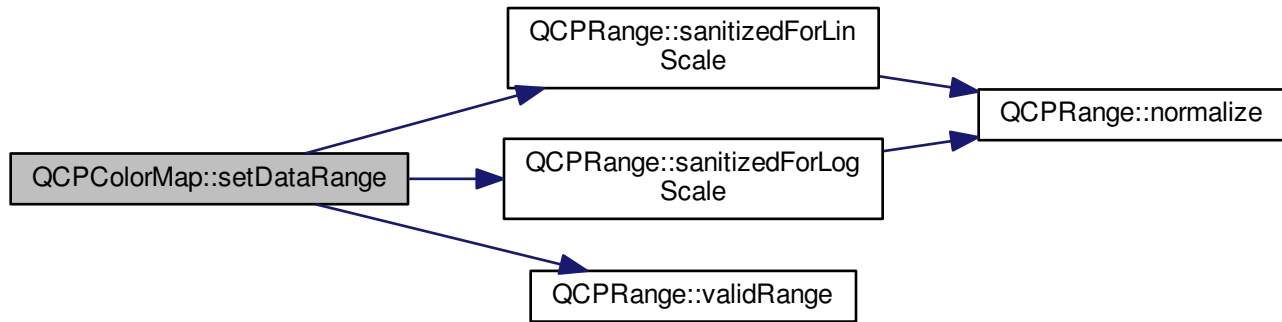 QCPColorMap::setDataRange
QCPRange::sanitizedForLin
Scale
QCPRange::sanitizedForLog
Scale
QCPRange::validRange
QCPRange::normalize